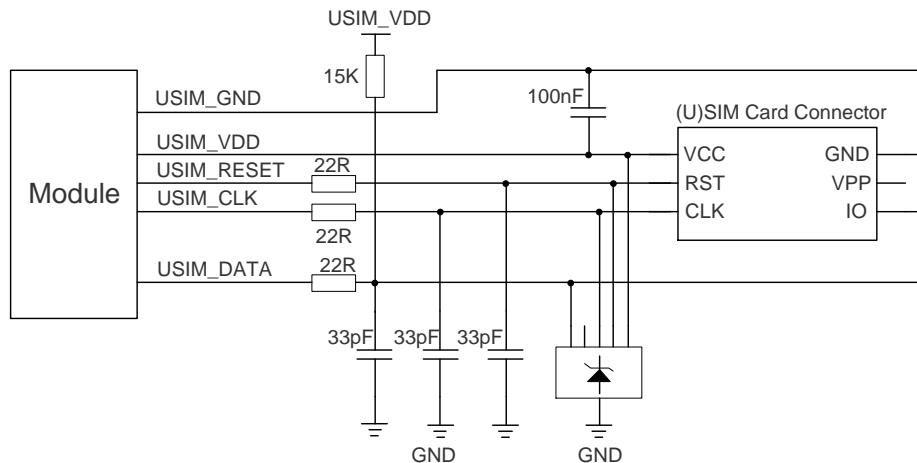 USIM_VDD
15K
100nF
USIM_GND
(U)SIM Card Connector
USIM_VDD
VCC
GND
USIM_RESET
22R
RST
VPP
Module
USIM_CLK
CLK
IO
22R
USIM_DATA
22R
33pF
33pF
33pF
GND
GND